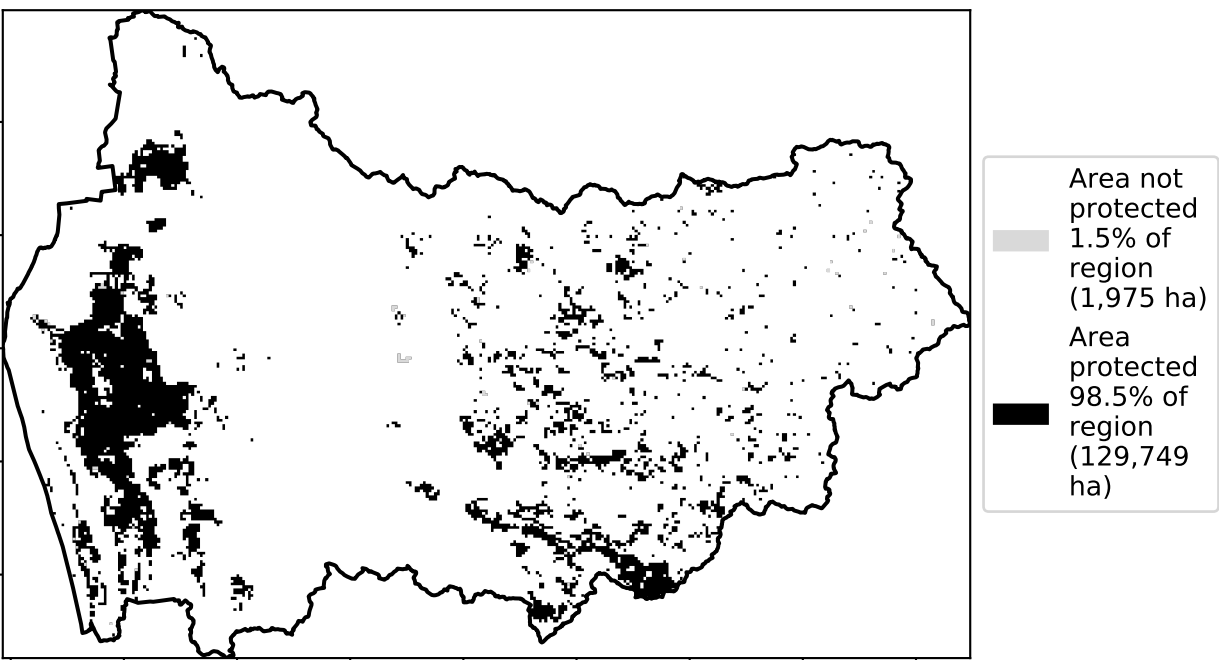 Area not
protected
1.5% of
region
(1,975 ha)
Area
protected
98.5% of
region
(129,749
ha)